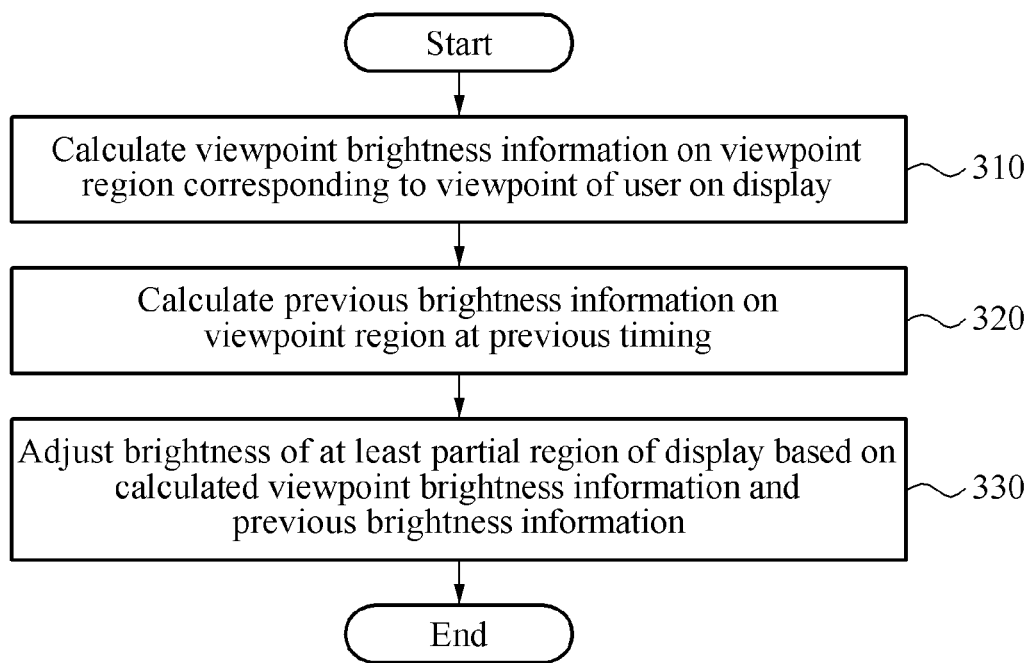 Start
Calculate viewpoint brightness information on viewpoint
region corresponding to viewpoint of user on display
310
Calculate previous brightness information on
viewpoint region at previous timing
320
Adjust brightness of at least partial region of display based on
calculated viewpoint brightness information and
previous brightness information
330
End